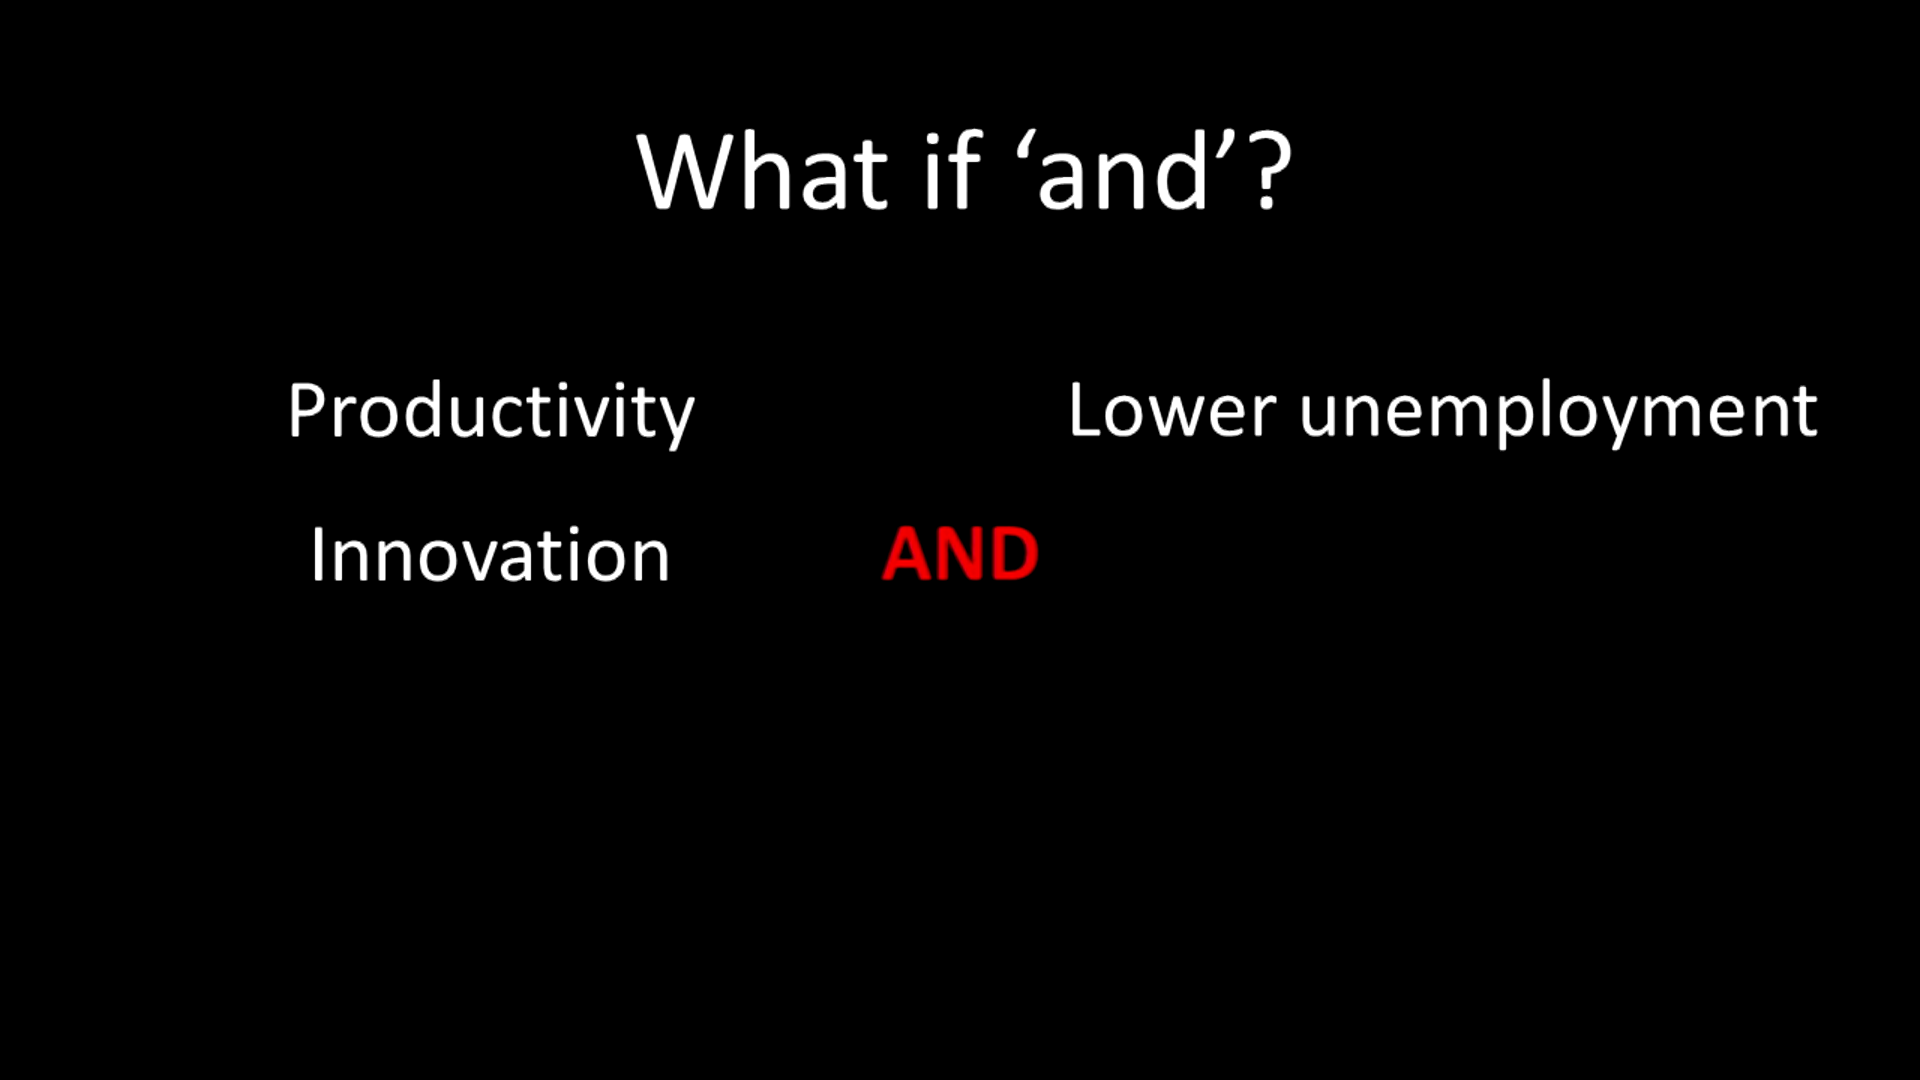 What if ‘and’?
Productivity
Lower unemployment
Innovation
AND